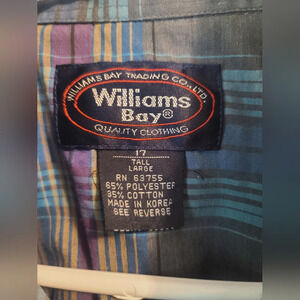 WILLIAMS BAY TRADING CO., LTD.
Williams
Bay®
QUALITY CLOTHING
17
TALL
LARGE
RN 63755
65% POLYESTER
35% COTTON
MADE IN KOREA
SEE REVERSE